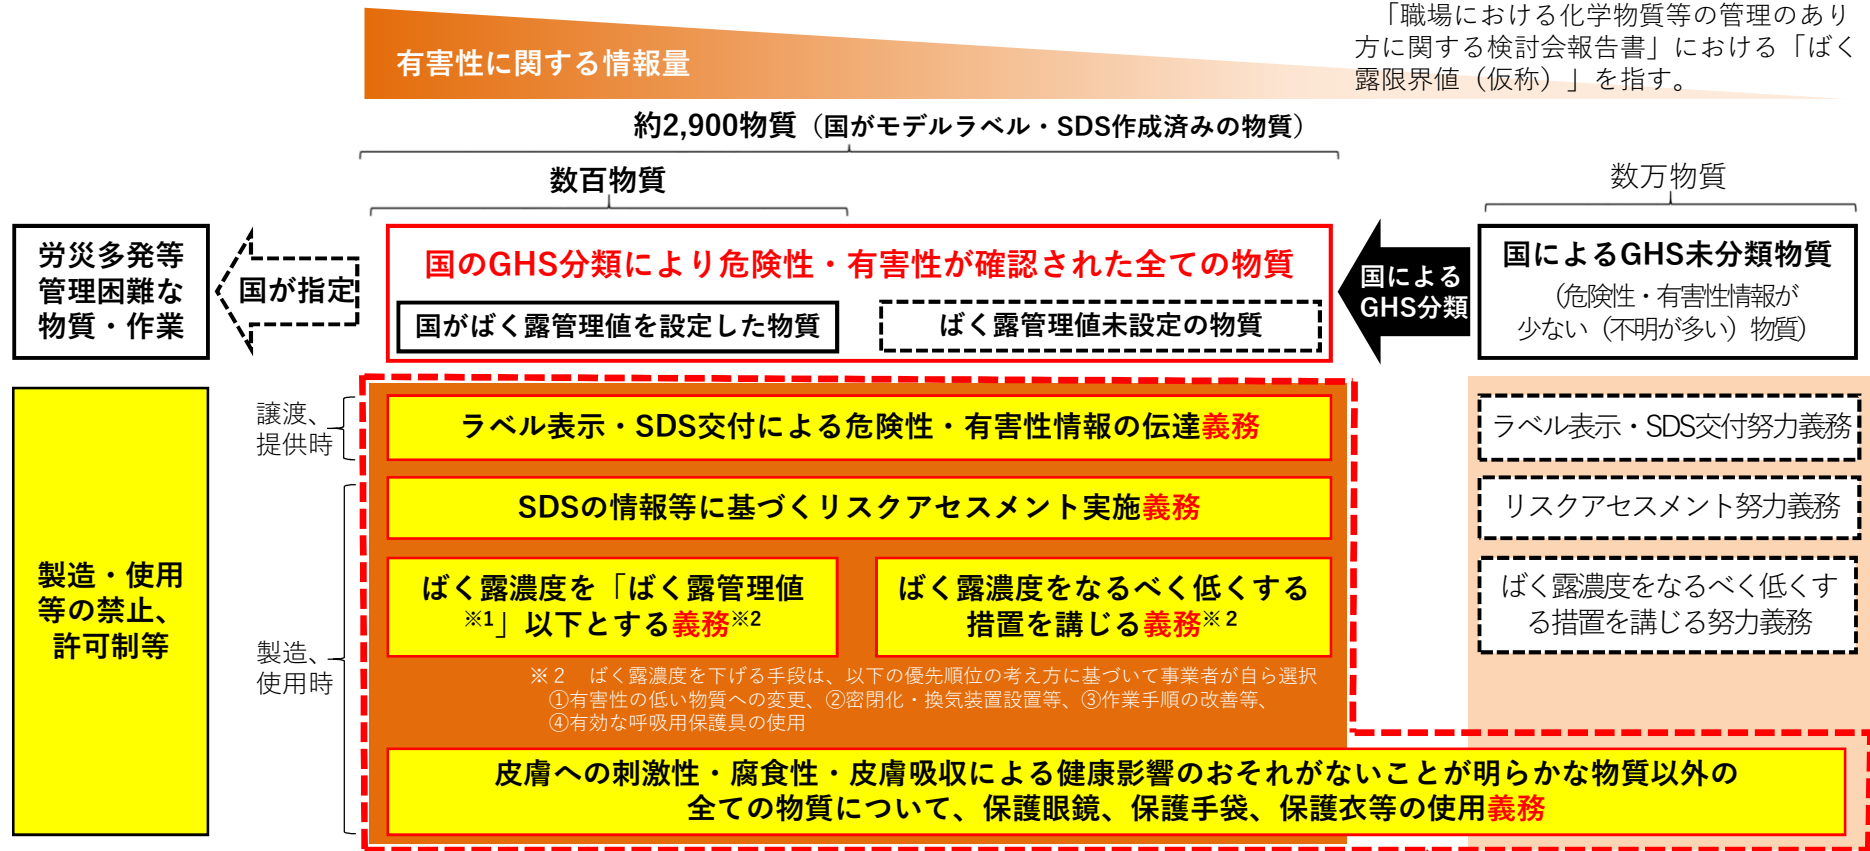 「職場における化学物質等の管理のあり
方に関する検討会報告書」における「ばく
露限界値（仮称）」を指す。
有害性に関する情報量
約2,900物質（国がモデルラベル・SDS作成済みの物質）
数百物質
数万物質
労災多発等
管理困難な
物質・作業
国が指定
国のGHS分類により危険性・有害性が確認された全ての物質
国がばく露管理値を設定した物質
ばく露管理値未設定の物質
国による
GHS分類
国によるGHS未分類物質
（危険性・有害性情報が
少ない（不明が多い）物質）
製造・使用
等の禁止、
許可制等
譲渡、
提供時
ラベル表示・SDS交付による危険性・有害性情報の伝達義務
ラベル表示・SDS交付努力義務
製造、
使用時
SDSの情報等に基づくリスクアセスメント実施義務
リスクアセスメント努力義務
ばく露濃度を「ばく露管理値
※1」以下とする義務※2
ばく露濃度をなるべく低くする
措置を講じる義務※２
ばく露濃度をなるべく低くす
る措置を講じる努力義務
※２　ばく露濃度を下げる手段は、以下の優先順位の考え方に基づいて事業者が自ら選択
①有害性の低い物質への変更、②密閉化・換気装置設置等、③作業手順の改善等、
④有効な呼吸用保護具の使用
皮膚への刺激性・腐食性・皮膚吸収による健康影響のおそれがないことが明らかな物質以外の
全ての物質について、保護眼鏡、保護手袋、保護衣等の使用義務